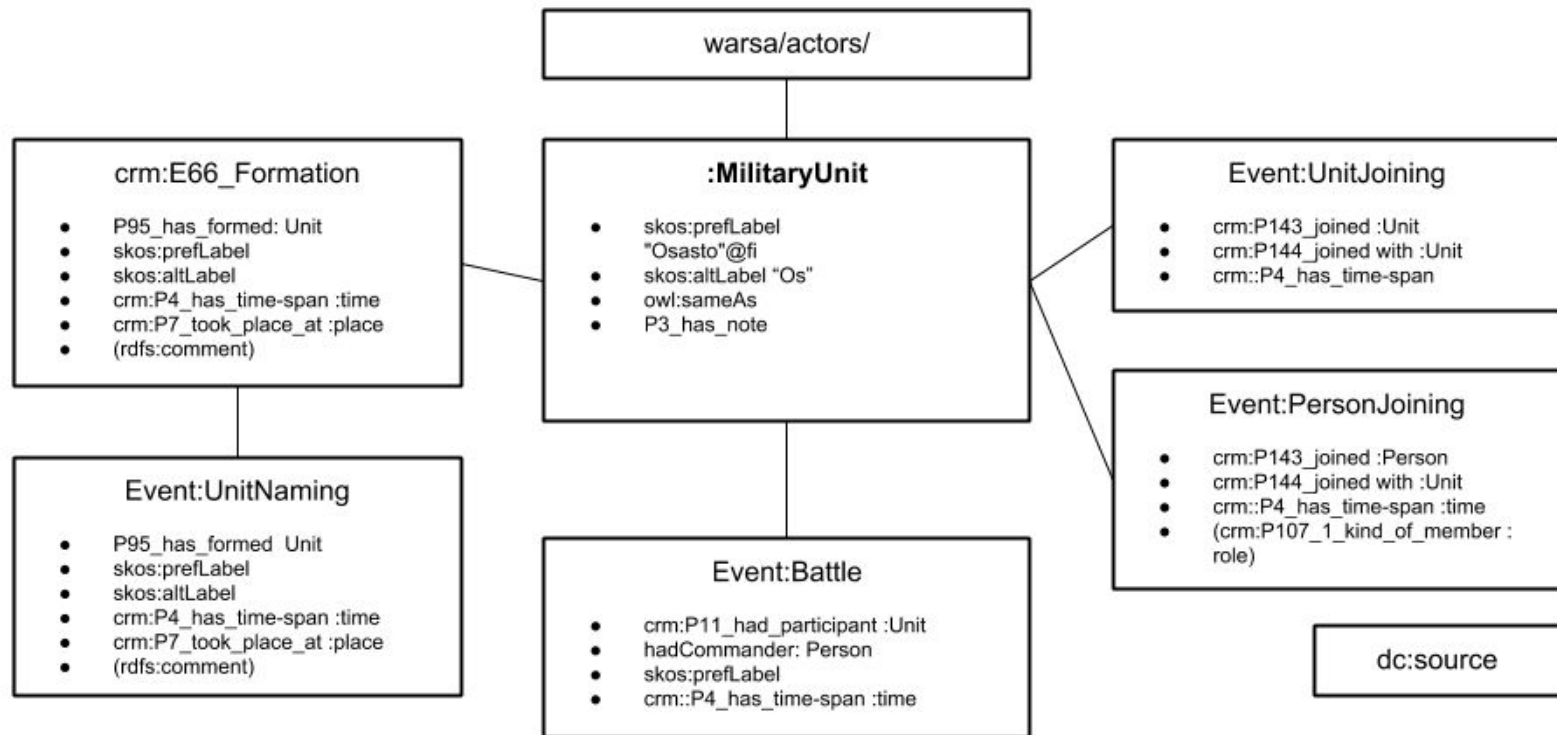 warsa/actors/
crm:E66_Formation
● P95_has_formed: Unit
● skos:prefLabel
● skos:altLabel
● crm:P4_has_time-span :time
● crm:P7_took_place_at :place
● (rdfs:comment)
:MilitaryUnit
● skos:prefLabel
"Osasto"@fi
● skos:altLabel “Os”
● owl:sameAs
● P3_has_note
Event:UnitJoining
● crm:P143_joined :Unit
● crm:P144_joined with :Unit
● crm::P4_has_time-span
Event:PersonJoining
● crm:P143_joined :Person
● crm:P144_joined with :Unit
● crm::P4_has_time-span :time
● (crm:P107_1_kind_of_member :
role)
Event:UnitNaming
● P95_has_formed Unit
● skos:prefLabel
● skos:altLabel
● crm:P4_has_time-span :time
● crm:P7_took_place_at :place
● (rdfs:comment)
Event:Battle
● crm:P11_had_participant :Unit
● hadCommander: Person
● skos:prefLabel
● crm::P4_has_time-span :time
dc:source